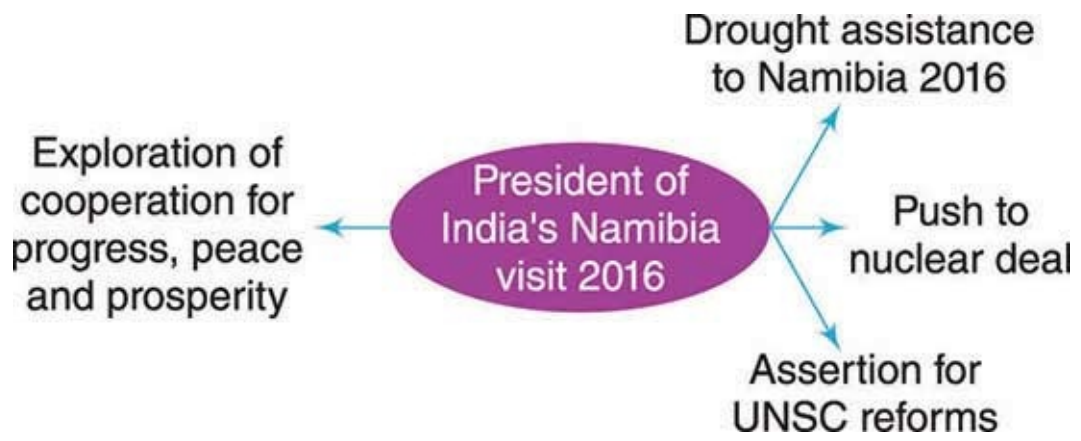 Drought assistance
to Namibia 2016
Exploration of
cooperation for
progress, peace
and prosperity
President of
India's Namibia
visit 2016
Push to
nuclear deal
Assertion for
UNSC reforms